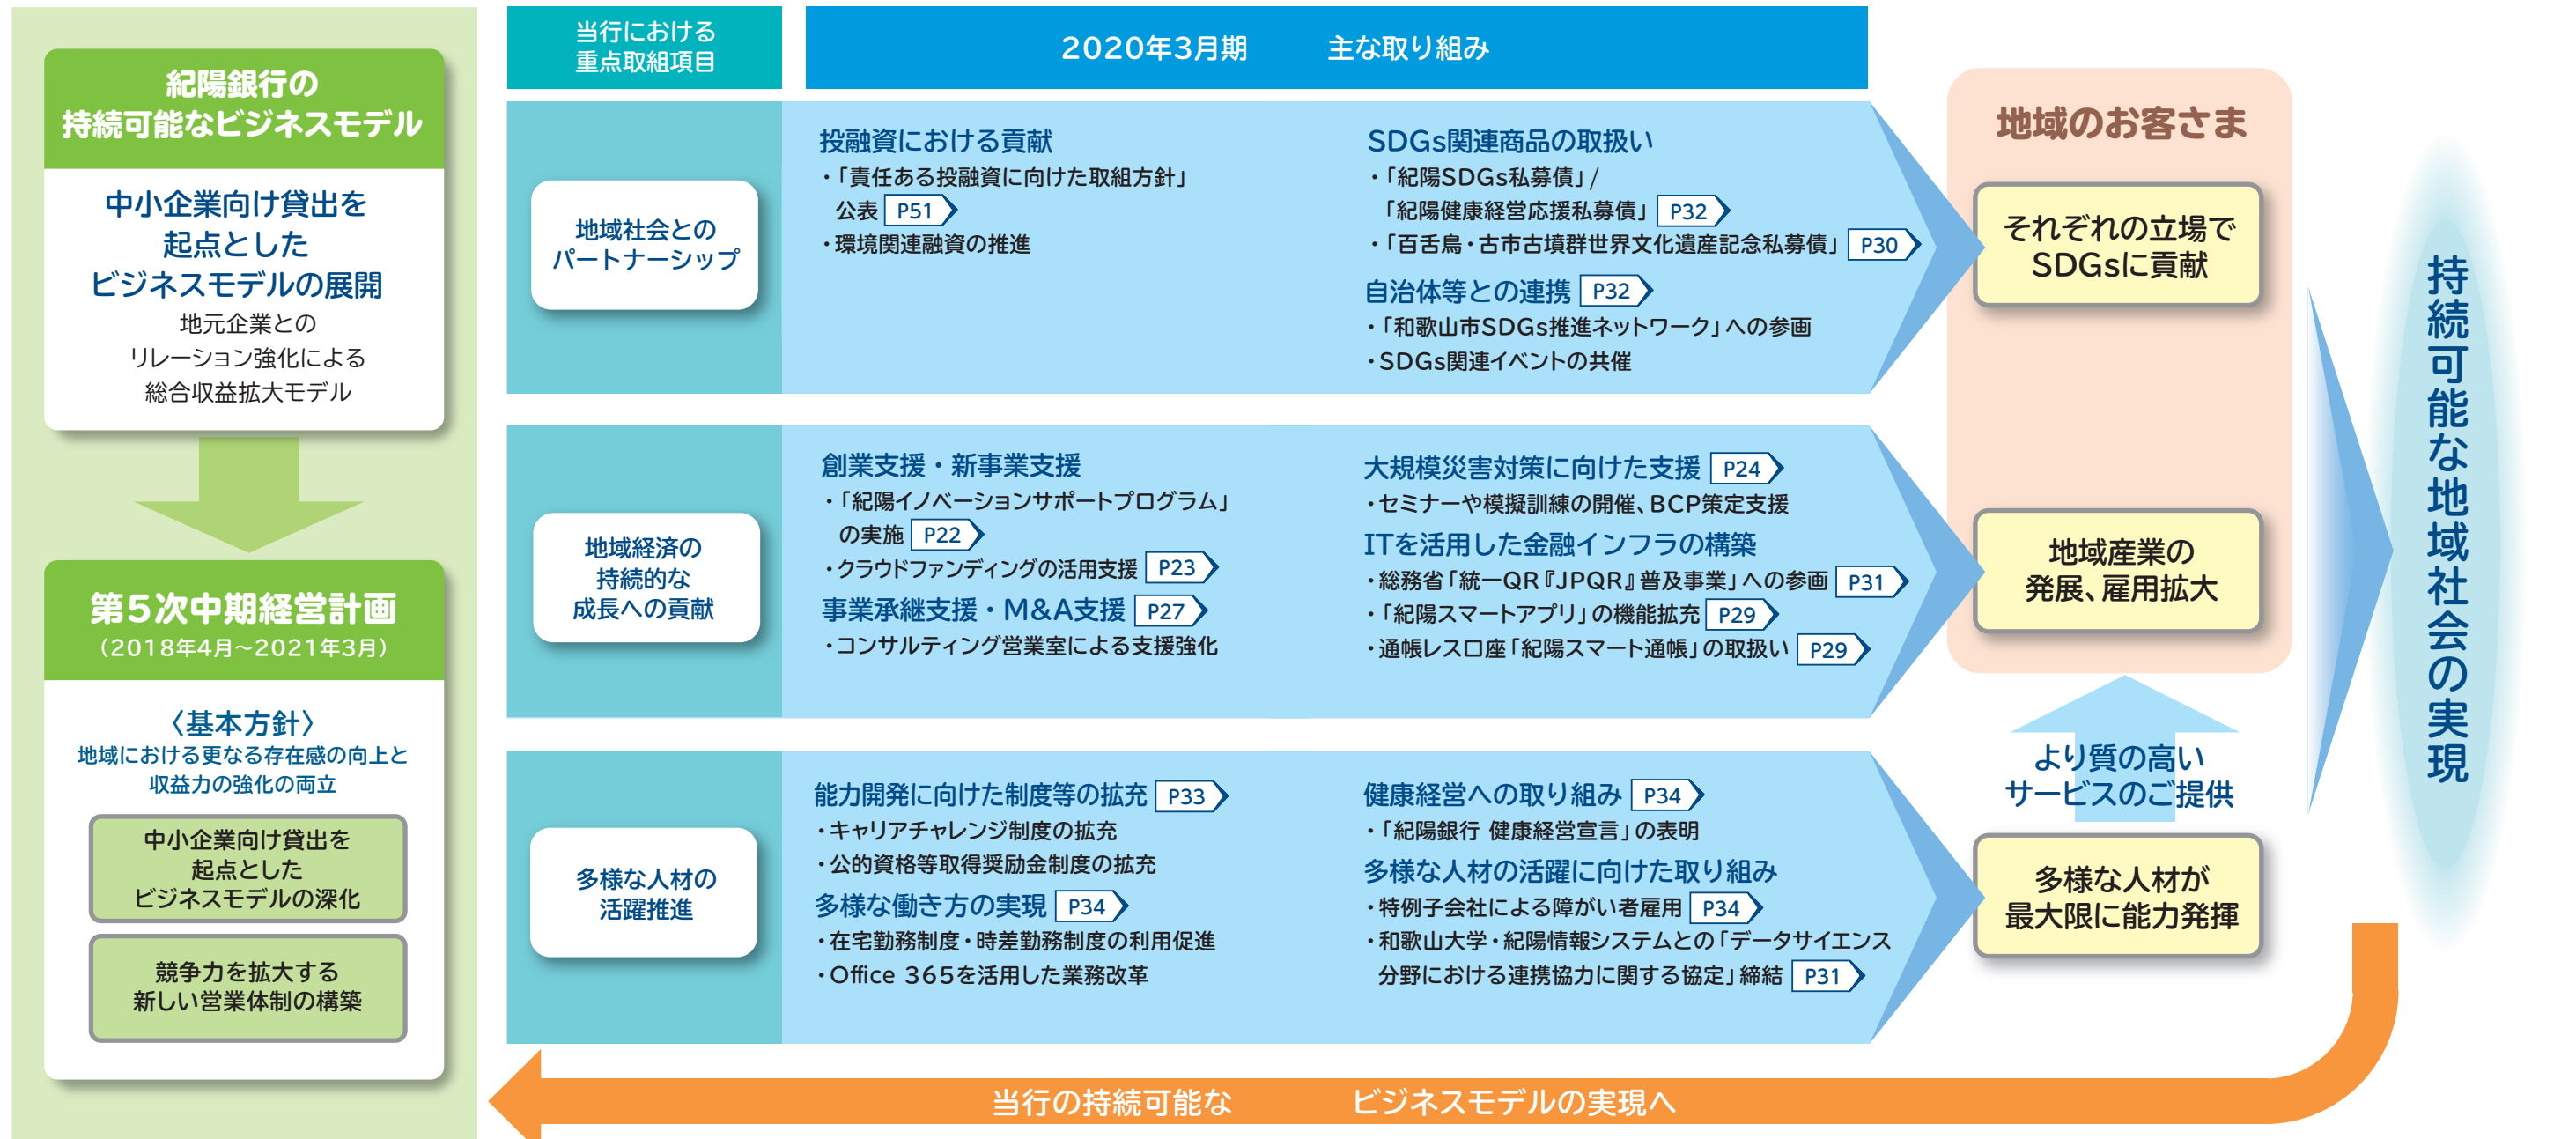 紀陽銀行の
持続可能なビジネスモデル
中小企業向け貸出を
起点とした
ビジネスモデルの展開
地元企業との
リレーション強化による
総合収益拡大モデル
第5次中期経営計画
（2018年4月～2021年3月）
〈基本方針〉
地域における更なる存在感の向上と
収益力の強化の両立
中小企業向け貸出を
起点とした
ビジネスモデルの深化
競争力を拡大する
新しい営業体制の構築
当行における
重点取組項目
2020年3月期 主な取り組み
地域社会との
パートナーシップ
投融資における貢献
・「責任ある投融資に向けた取組方針」
公表 P51
・環境関連融資の推進
SDGs関連商品の取扱い
・「紀陽SDGs私募債」/
「紀陽健康経営応援私募債」 P32
・「百舌鳥・古市古墳群世界文化遺産記念私募債」 P30
自治体等との連携 P32
・「和歌山市SDGs推進ネットワーク」への参画
・SDGs関連イベントの共催
地域経済の
持続的な
成長への貢献
創業支援・新事業支援
・「紀陽イノベーションサポートプログラム」
の実施 P22
・クラウドファンディングの活用支援 P23
事業承継支援・M&A支援 P27
・コンサルティング営業室による支援強化
大規模災害対策に向けた支援 P24
・セミナーや模擬訓練の開催、BCP策定支援
ITを活用した金融インフラの構築
・総務省「統一QR『JPQR』普及事業」への参画 P31
・「紀陽スマートアプリ」の機能拡充 P29
・通帳レス口座「紀陽スマート通帳」の取扱い P29
多様な人材の
活躍推進
能力開発に向けた制度等の拡充 P33
・キャリアチャレンジ制度の拡充
・公的資格等取得奨励金制度の拡充
多様な働き方の実現 P34
・在宅勤務制度・時差勤務制度の利用促進
・Office 365を活用した業務改革
健康経営への取り組み P34
・「紀陽銀行 健康経営宣言」の表明
多様な人材の活躍に向けた取り組み
・特例子会社による障がい者雇用 P34
・和歌山大学・紀陽情報システムとの「データサイエンス
分野における連携協力に関する協定」締結 P31
地域のお客さま
それぞれの立場で
SDGsに貢献
地域産業の
発展、雇用拡大
より質の高い
サービスのご提供
多様な人材が
最大限に能力発揮
持続可能な地域社会の実現
当行の持続可能な ビジネスモデルの実現へ